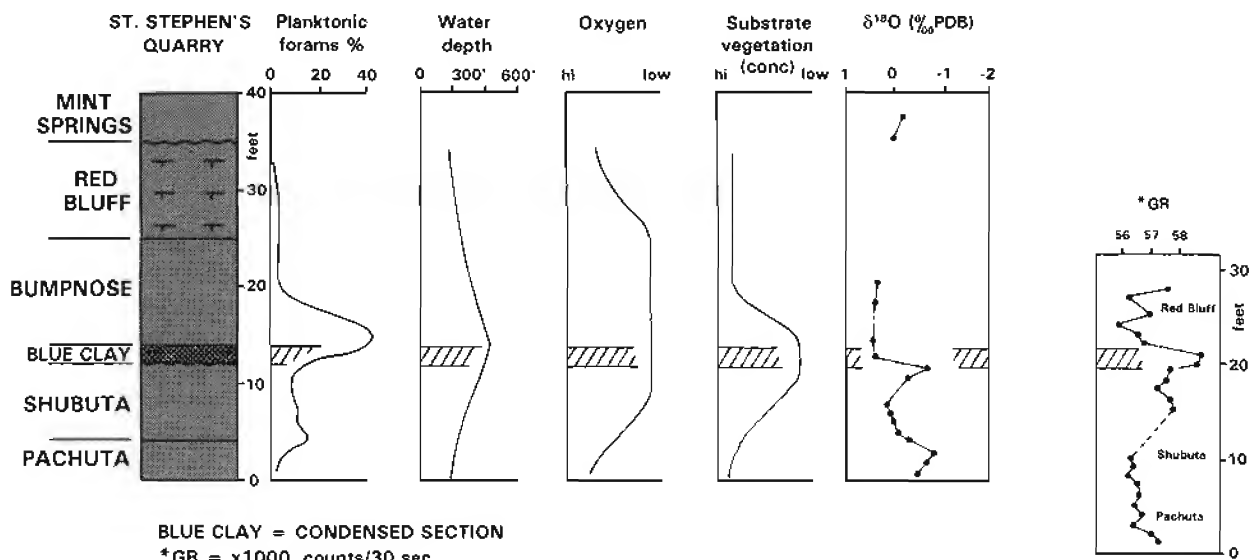 ST. STEPHEN'S
QUARRY
Planktonic
forams %
0 20 40
Water
depth
0 300' 600'
Oxygen
hi low
Substrate
vegetation
(conc)
hi low
δ¹⁸O (‰PDB)
1 0 -1 -2
MINT
SPRINGS
RED
BLUFF
BUMPNOSE
BLUE CLAY
SHUBUTA
PACHUTA
40
feet
30
20
10
0
*GR
56 57 58
30
feet
20
10
0
Red Bluff
Shubuta
Pachuta
BLUE CLAY = CONDENSED SECTION
*GR = x1000 counts/30 sec